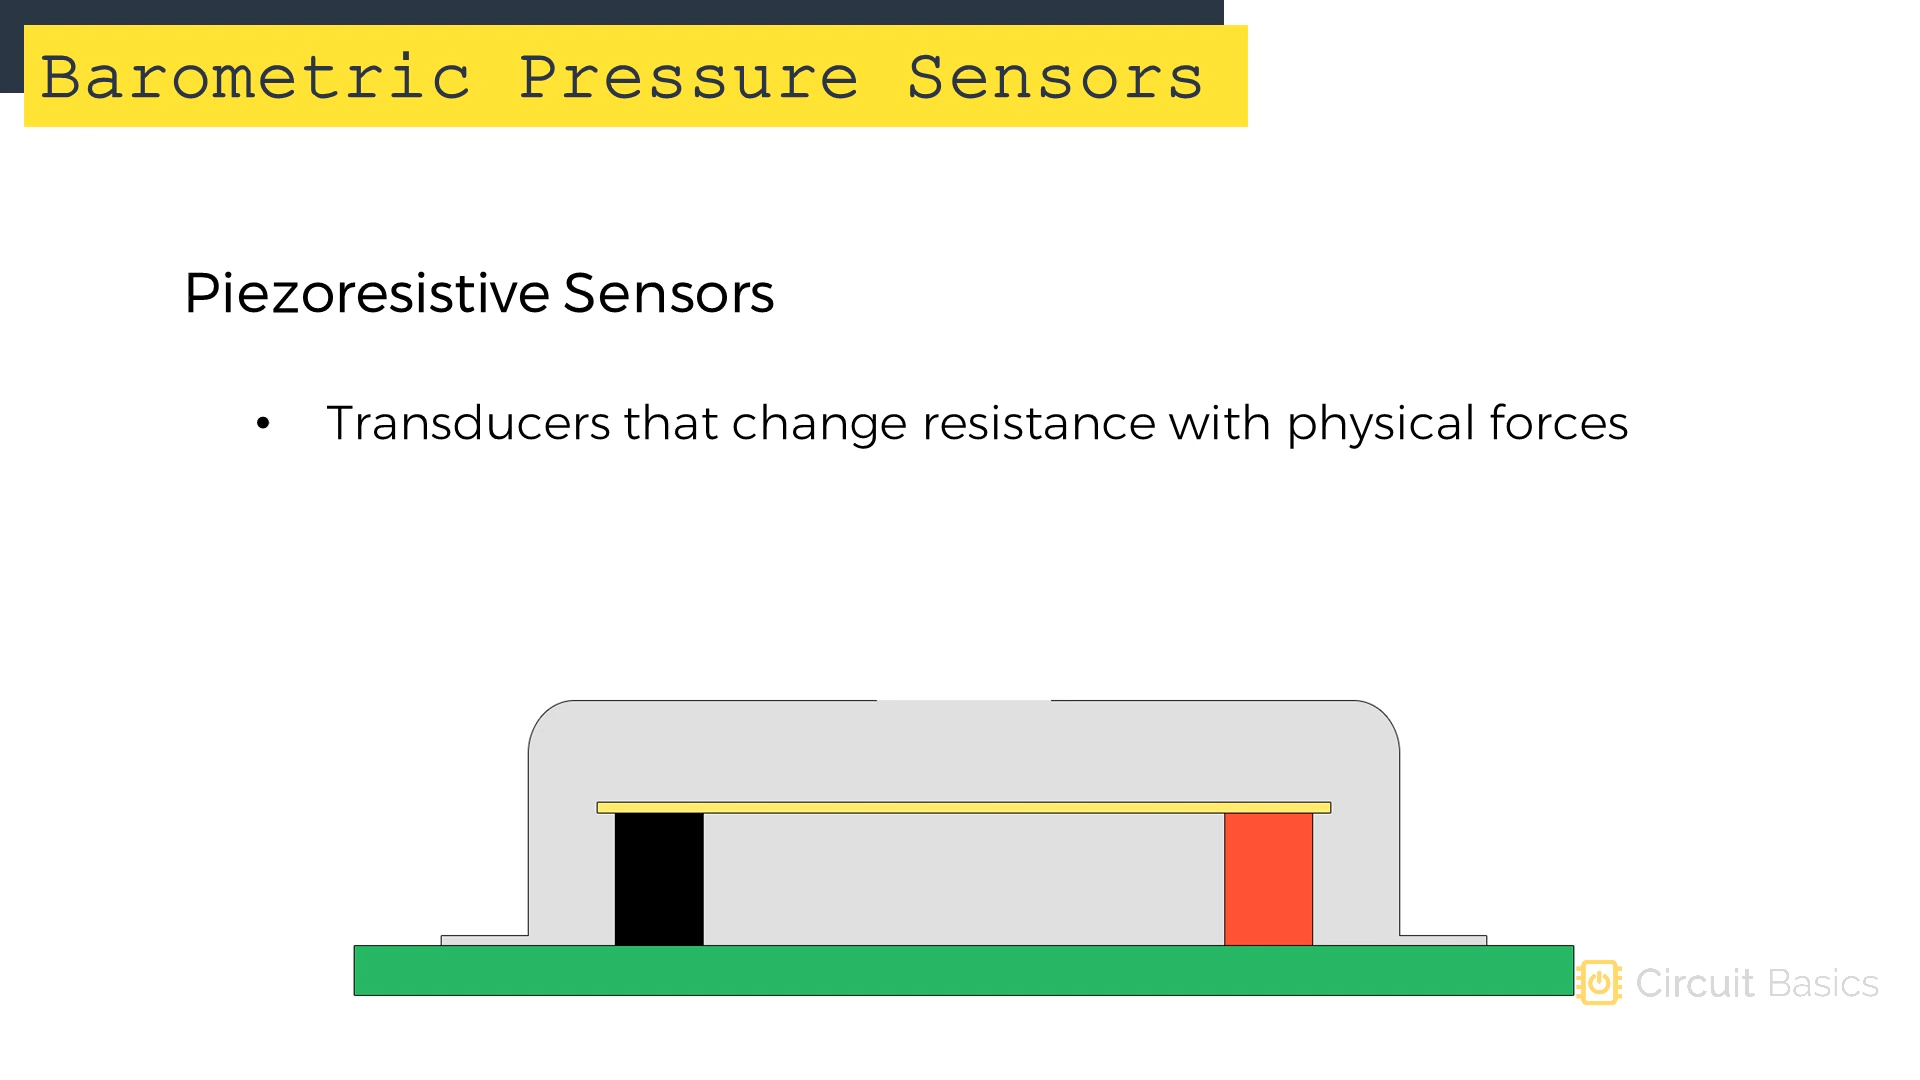 Barometric Pressure Sensors
Piezoresistive Sensors
• Transducers that change resistance with physical forces
Circuit Basics